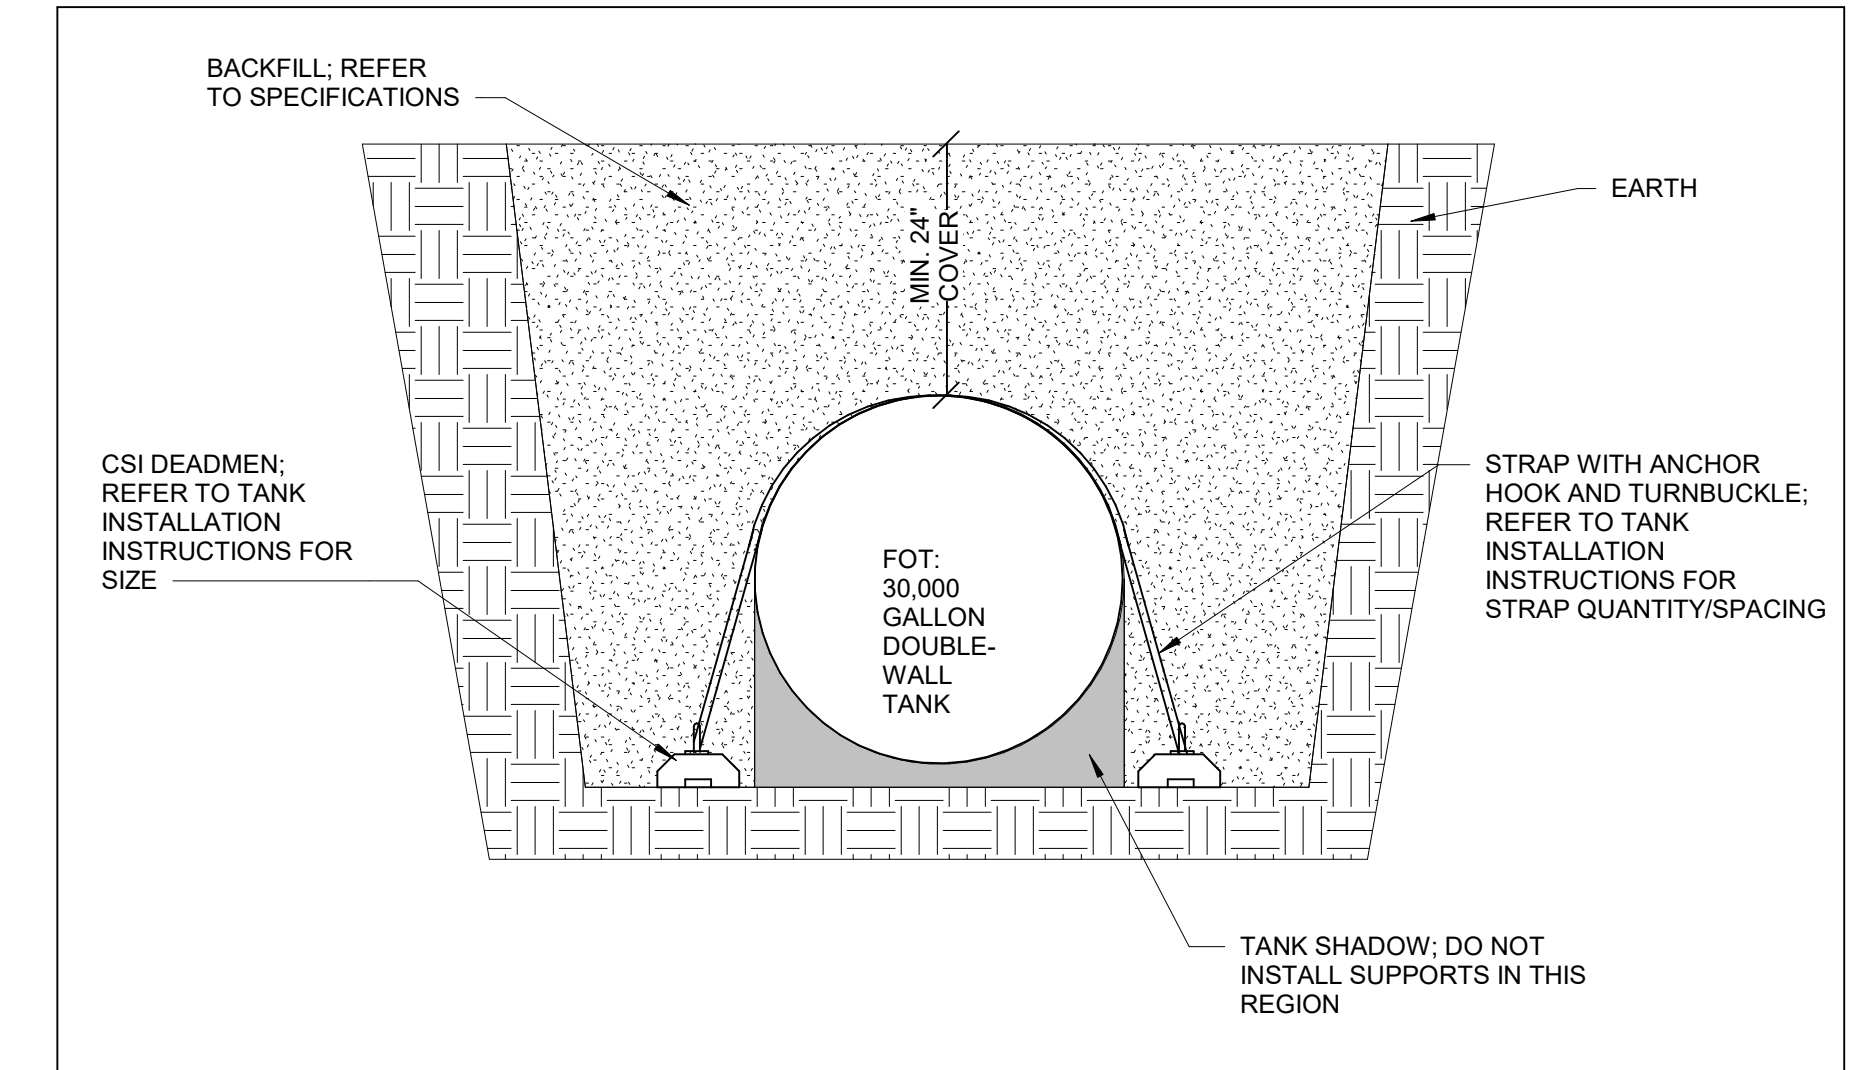 BACKFILL; REFER
TO SPECIFICATIONS
EARTH
MIN. 24"
COVER
CSI DEADMEN;
REFER TO TANK
INSTALLATION
INSTRUCTIONS FOR
SIZE
STRAP WITH ANCHOR
HOOK AND TURNBUCKLE;
REFER TO TANK
INSTALLATION
INSTRUCTIONS FOR
STRAP QUANTITY/SPACING
FOT:
30,000
GALLON
DOUBLE-
WALL
TANK
TANK SHADOW; DO NOT
INSTALL SUPPORTS IN THIS
REGION